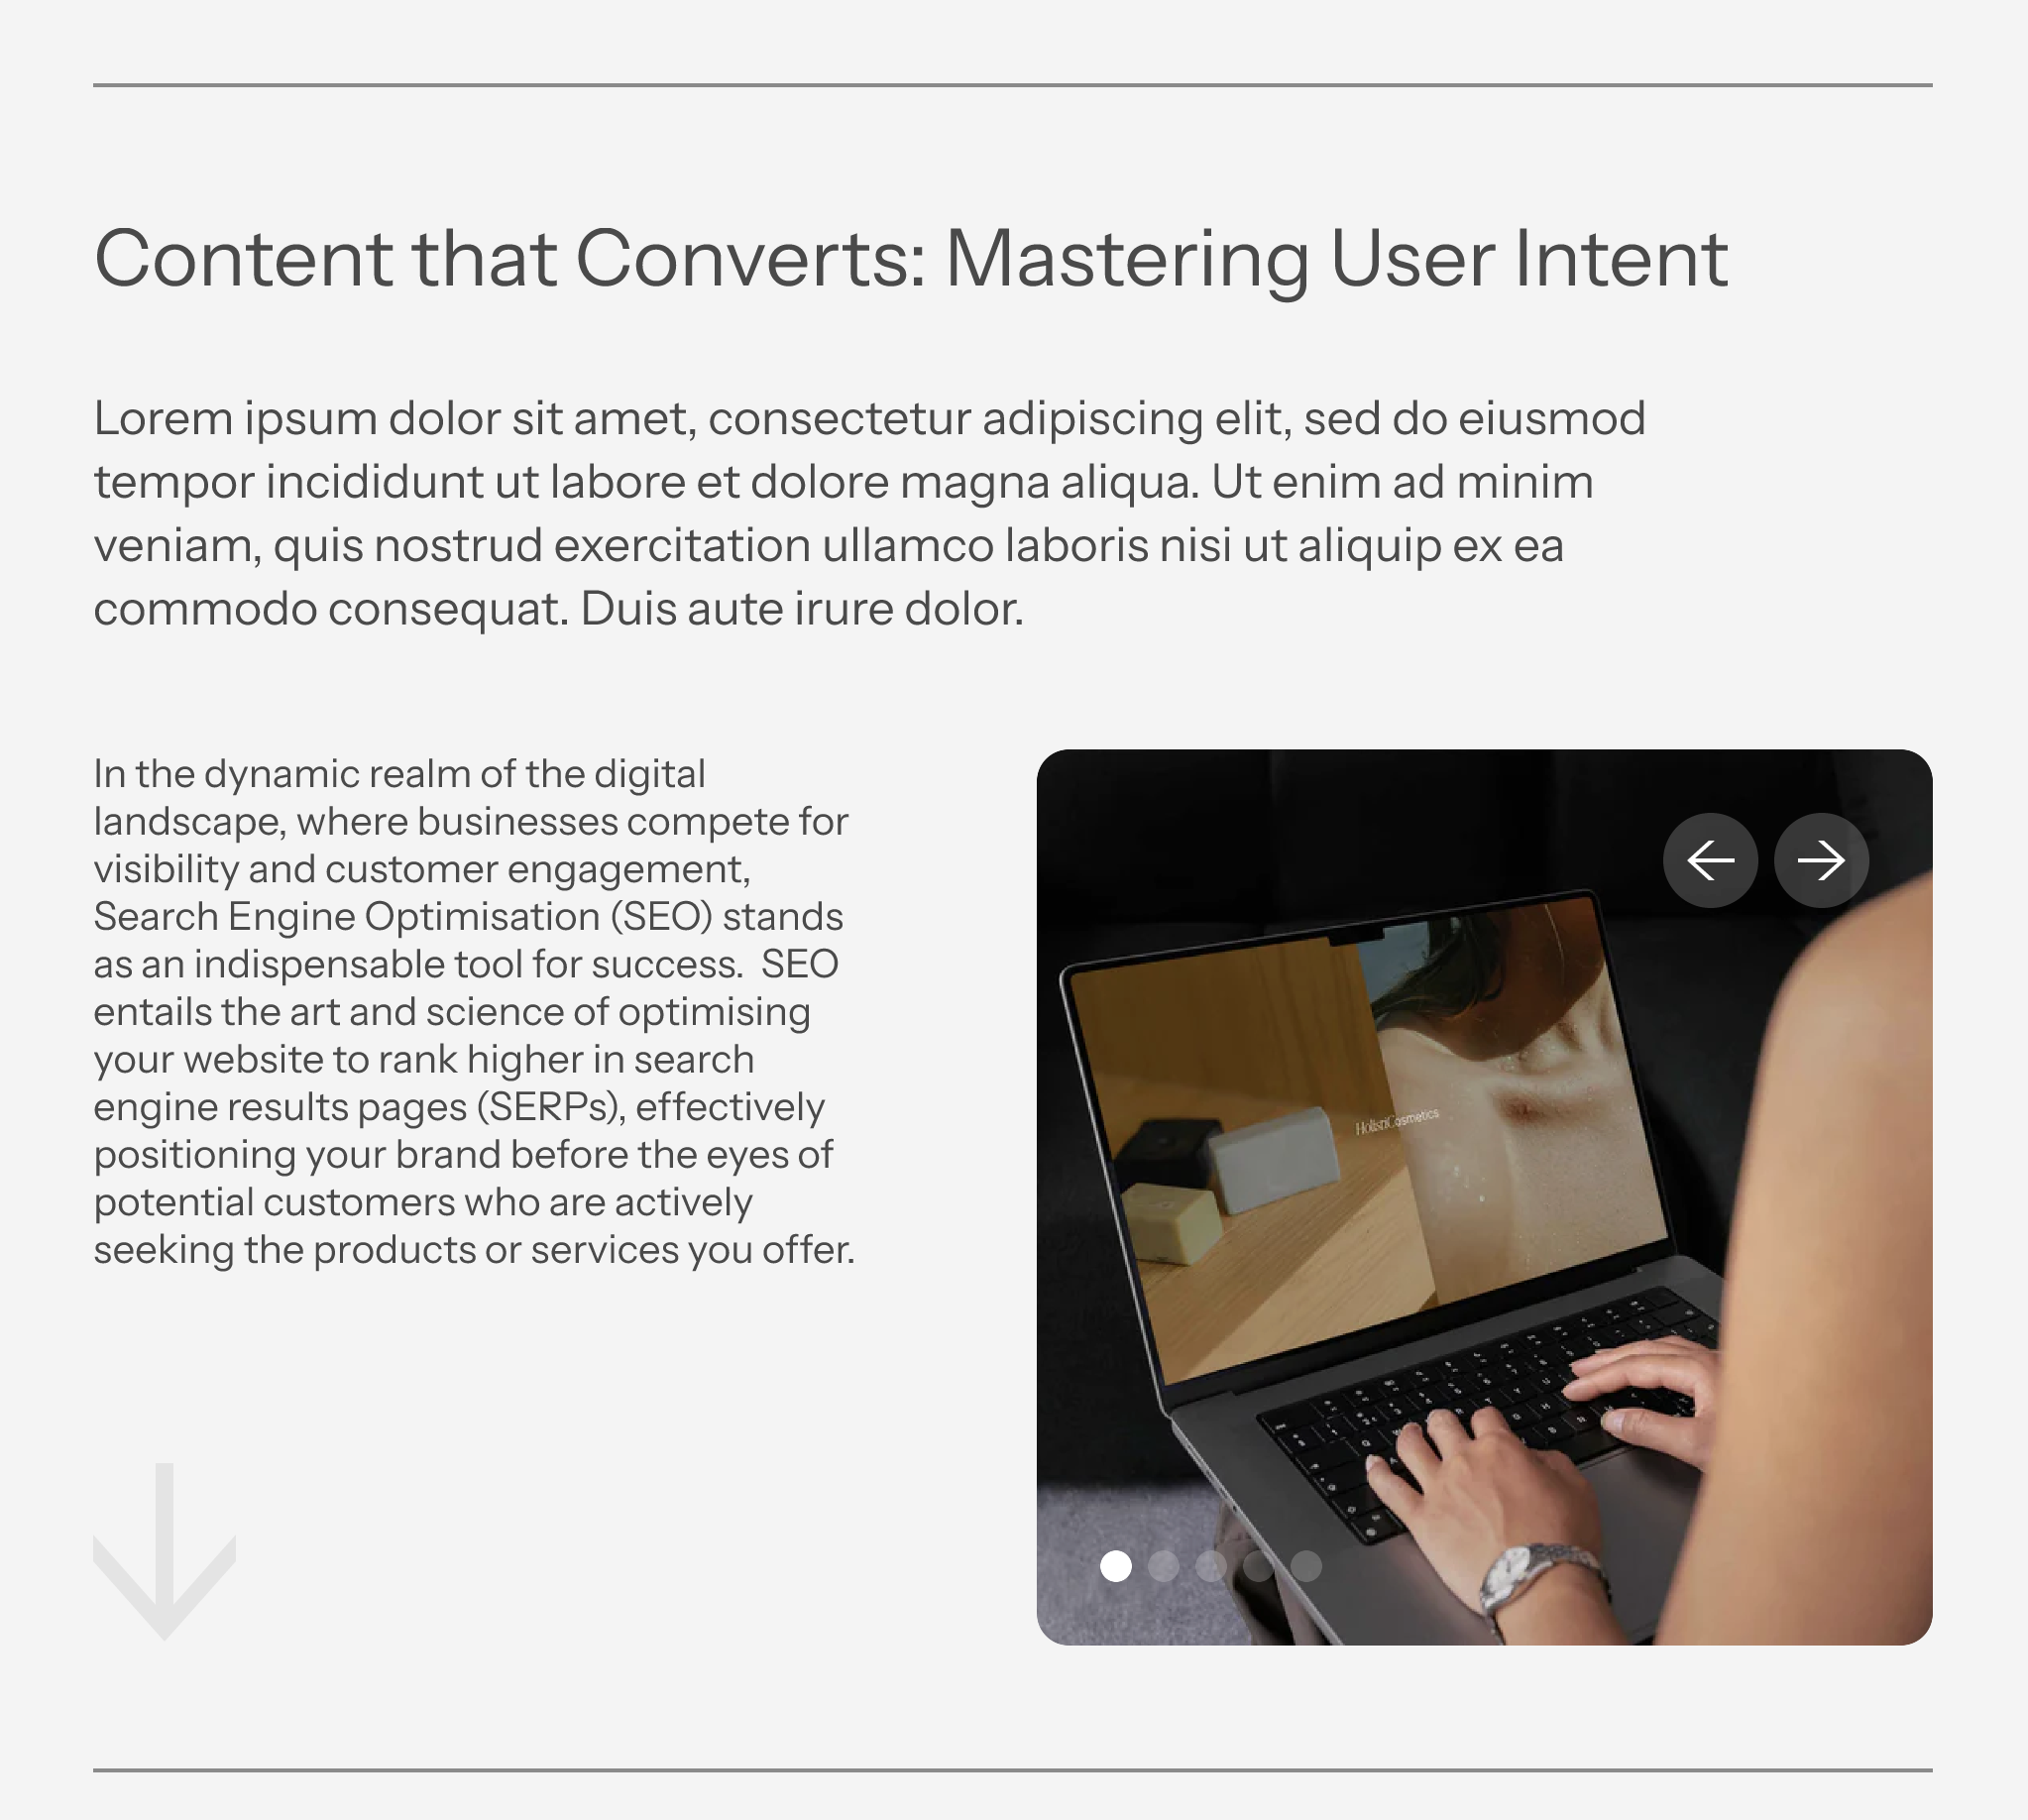 Content that Converts: Mastering User Intent
Lorem ipsum dolor sit amet, consectetur adipiscing elit, sed do eiusmod
tempor incididunt ut labore et dolore magna aliqua. Ut enim ad minim
veniam, quis nostrud exercitation ullamco laboris nisi ut aliquip ex ea
commodo consequat. Duis aute irure dolor.
In the dynamic realm of the digital
landscape, where businesses compete for
visibility and customer engagement,
Search Engine Optimisation (SEO) stands
as an indispensable tool for success.  SEO
entails the art and science of optimising
your website to rank higher in search
engine results pages (SERPs), effectively
positioning your brand before the eyes of
potential customers who are actively
seeking the products or services you offer.
HolistiCosmetics